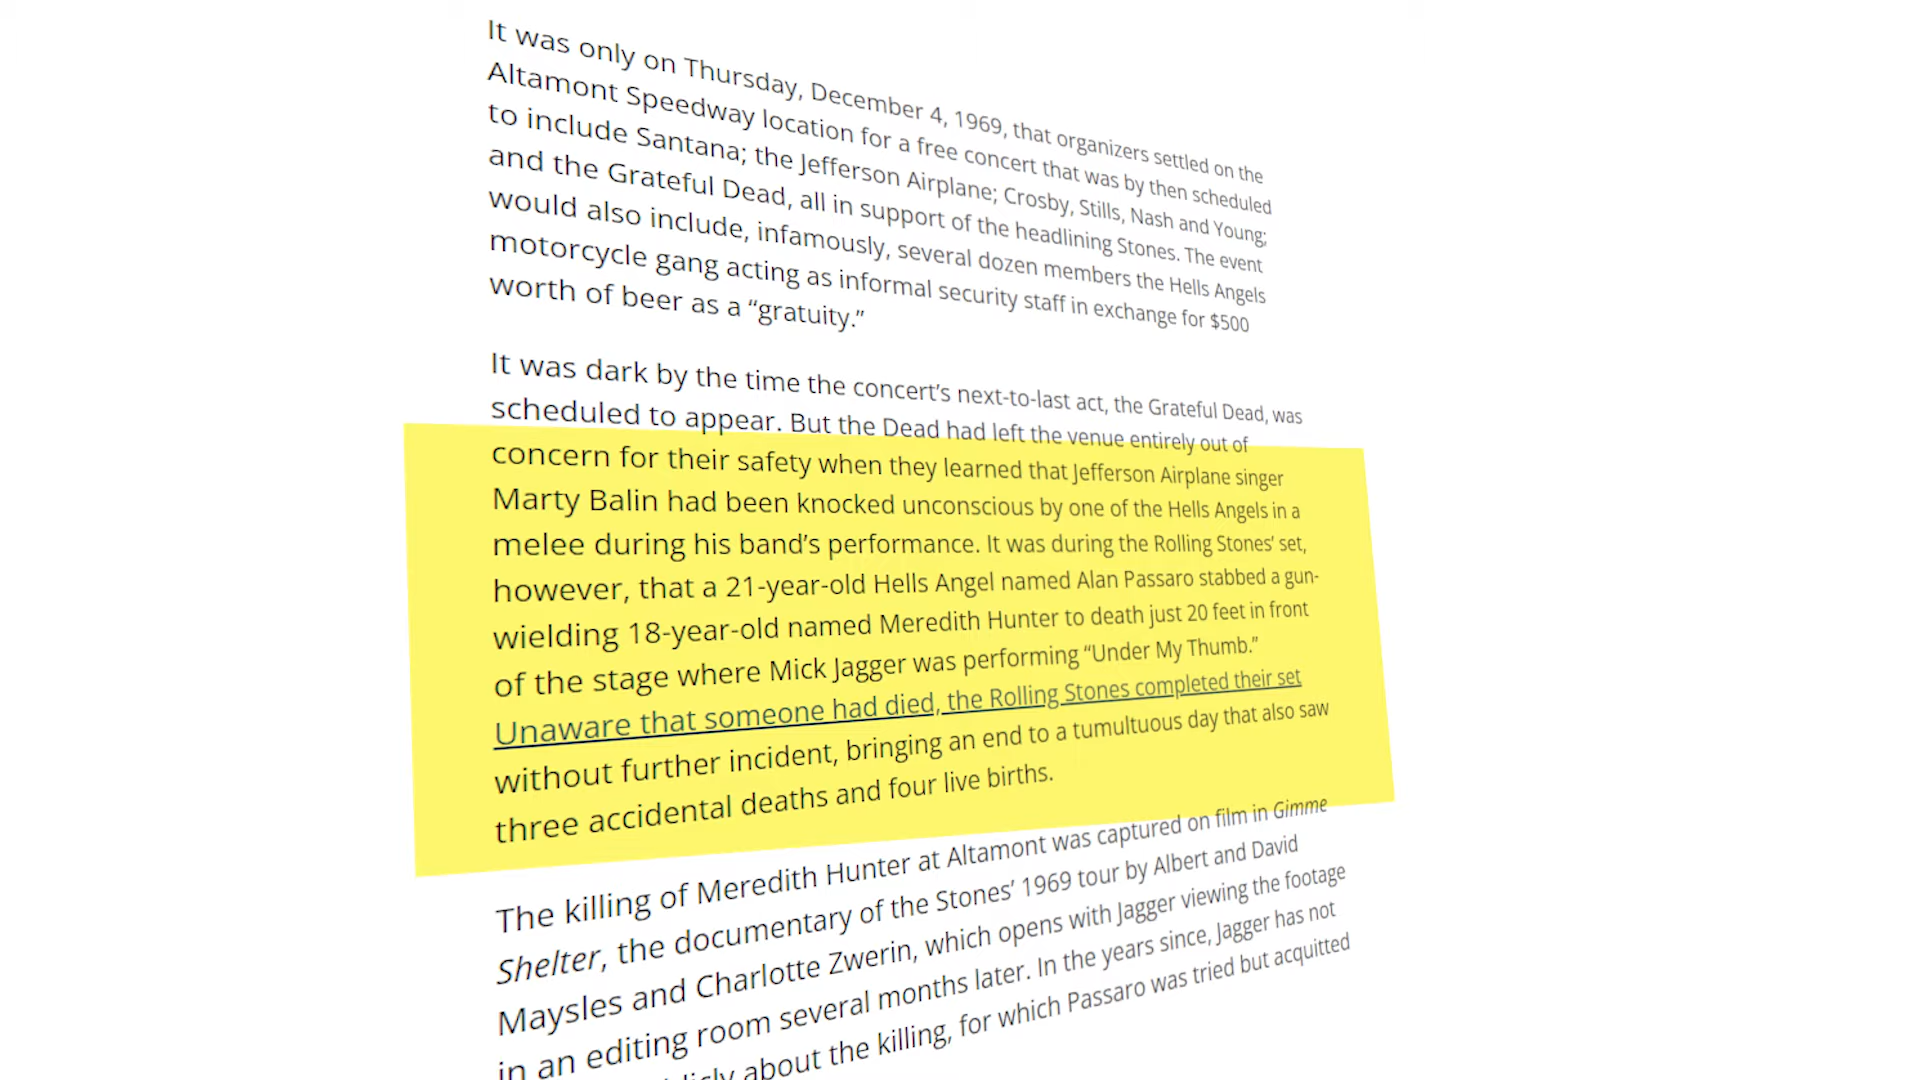 It was only on Thursday, December 4, 1969, that organizers settled on the
Altamont Speedway location for a free concert that was by then scheduled
to include Santana; the Jefferson Airplane; Crosby, Stills, Nash and Young;
and the Grateful Dead, all in support of the headlining Stones. The event
would also include, infamously, several dozen members the Hells Angels
motorcycle gang acting as informal security staff in exchange for $500
worth of beer as a “gratuity.”
It was dark by the time the concert’s next-to-last act, the Grateful Dead, was
scheduled to appear. But the Dead had left the venue entirely out of
concern for their safety when they learned that Jefferson Airplane singer
Marty Balin had been knocked unconscious by one of the Hells Angels in a
melee during his band’s performance. It was during the Rolling Stones’ set,
however, that a 21-year-old Hells Angel named Alan Passaro stabbed a gun-
wielding 18-year-old named Meredith Hunter to death just 20 feet in front
of the stage where Mick Jagger was performing “Under My Thumb.”
Unaware that someone had died, the Rolling Stones completed their set
without further incident, bringing an end to a tumultuous day that also saw
three accidental deaths and four live births.
The killing of Meredith Hunter at Altamont was captured on film in Gimme
Shelter, the documentary of the Stones’ 1969 tour by Albert and David
Maysles and Charlotte Zwerin, which opens with Jagger viewing the footage
in an editing room several months later. In the years since, Jagger has not
about the killing, for which Passaro was tried but acquitted